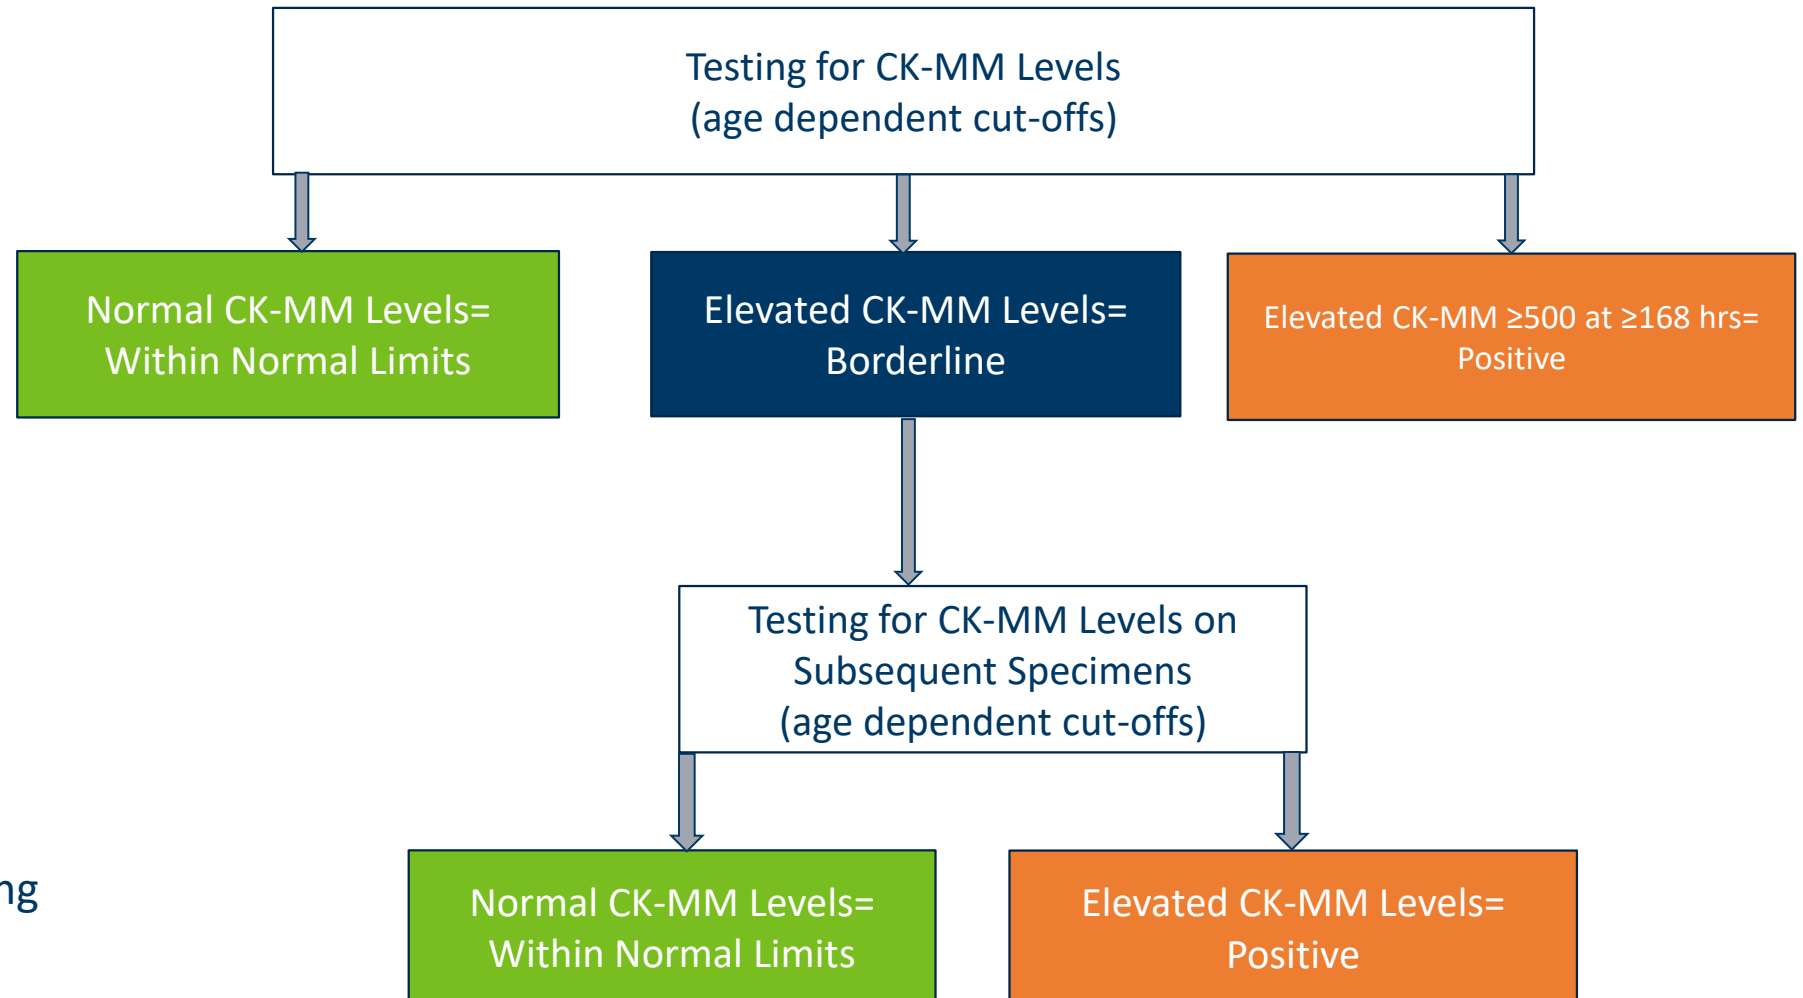 Testing for CK-MM Levels
(age dependent cut-offs)
Normal CK-MM Levels=
Within Normal Limits
Elevated CK-MM Levels=
Borderline
Elevated CK-MM ≥500 at ≥168 hrs=
Positive
Testing for CK-MM Levels on
Subsequent Specimens
(age dependent cut-offs)
Normal CK-MM Levels=
Within Normal Limits
Elevated CK-MM Levels=
Positive